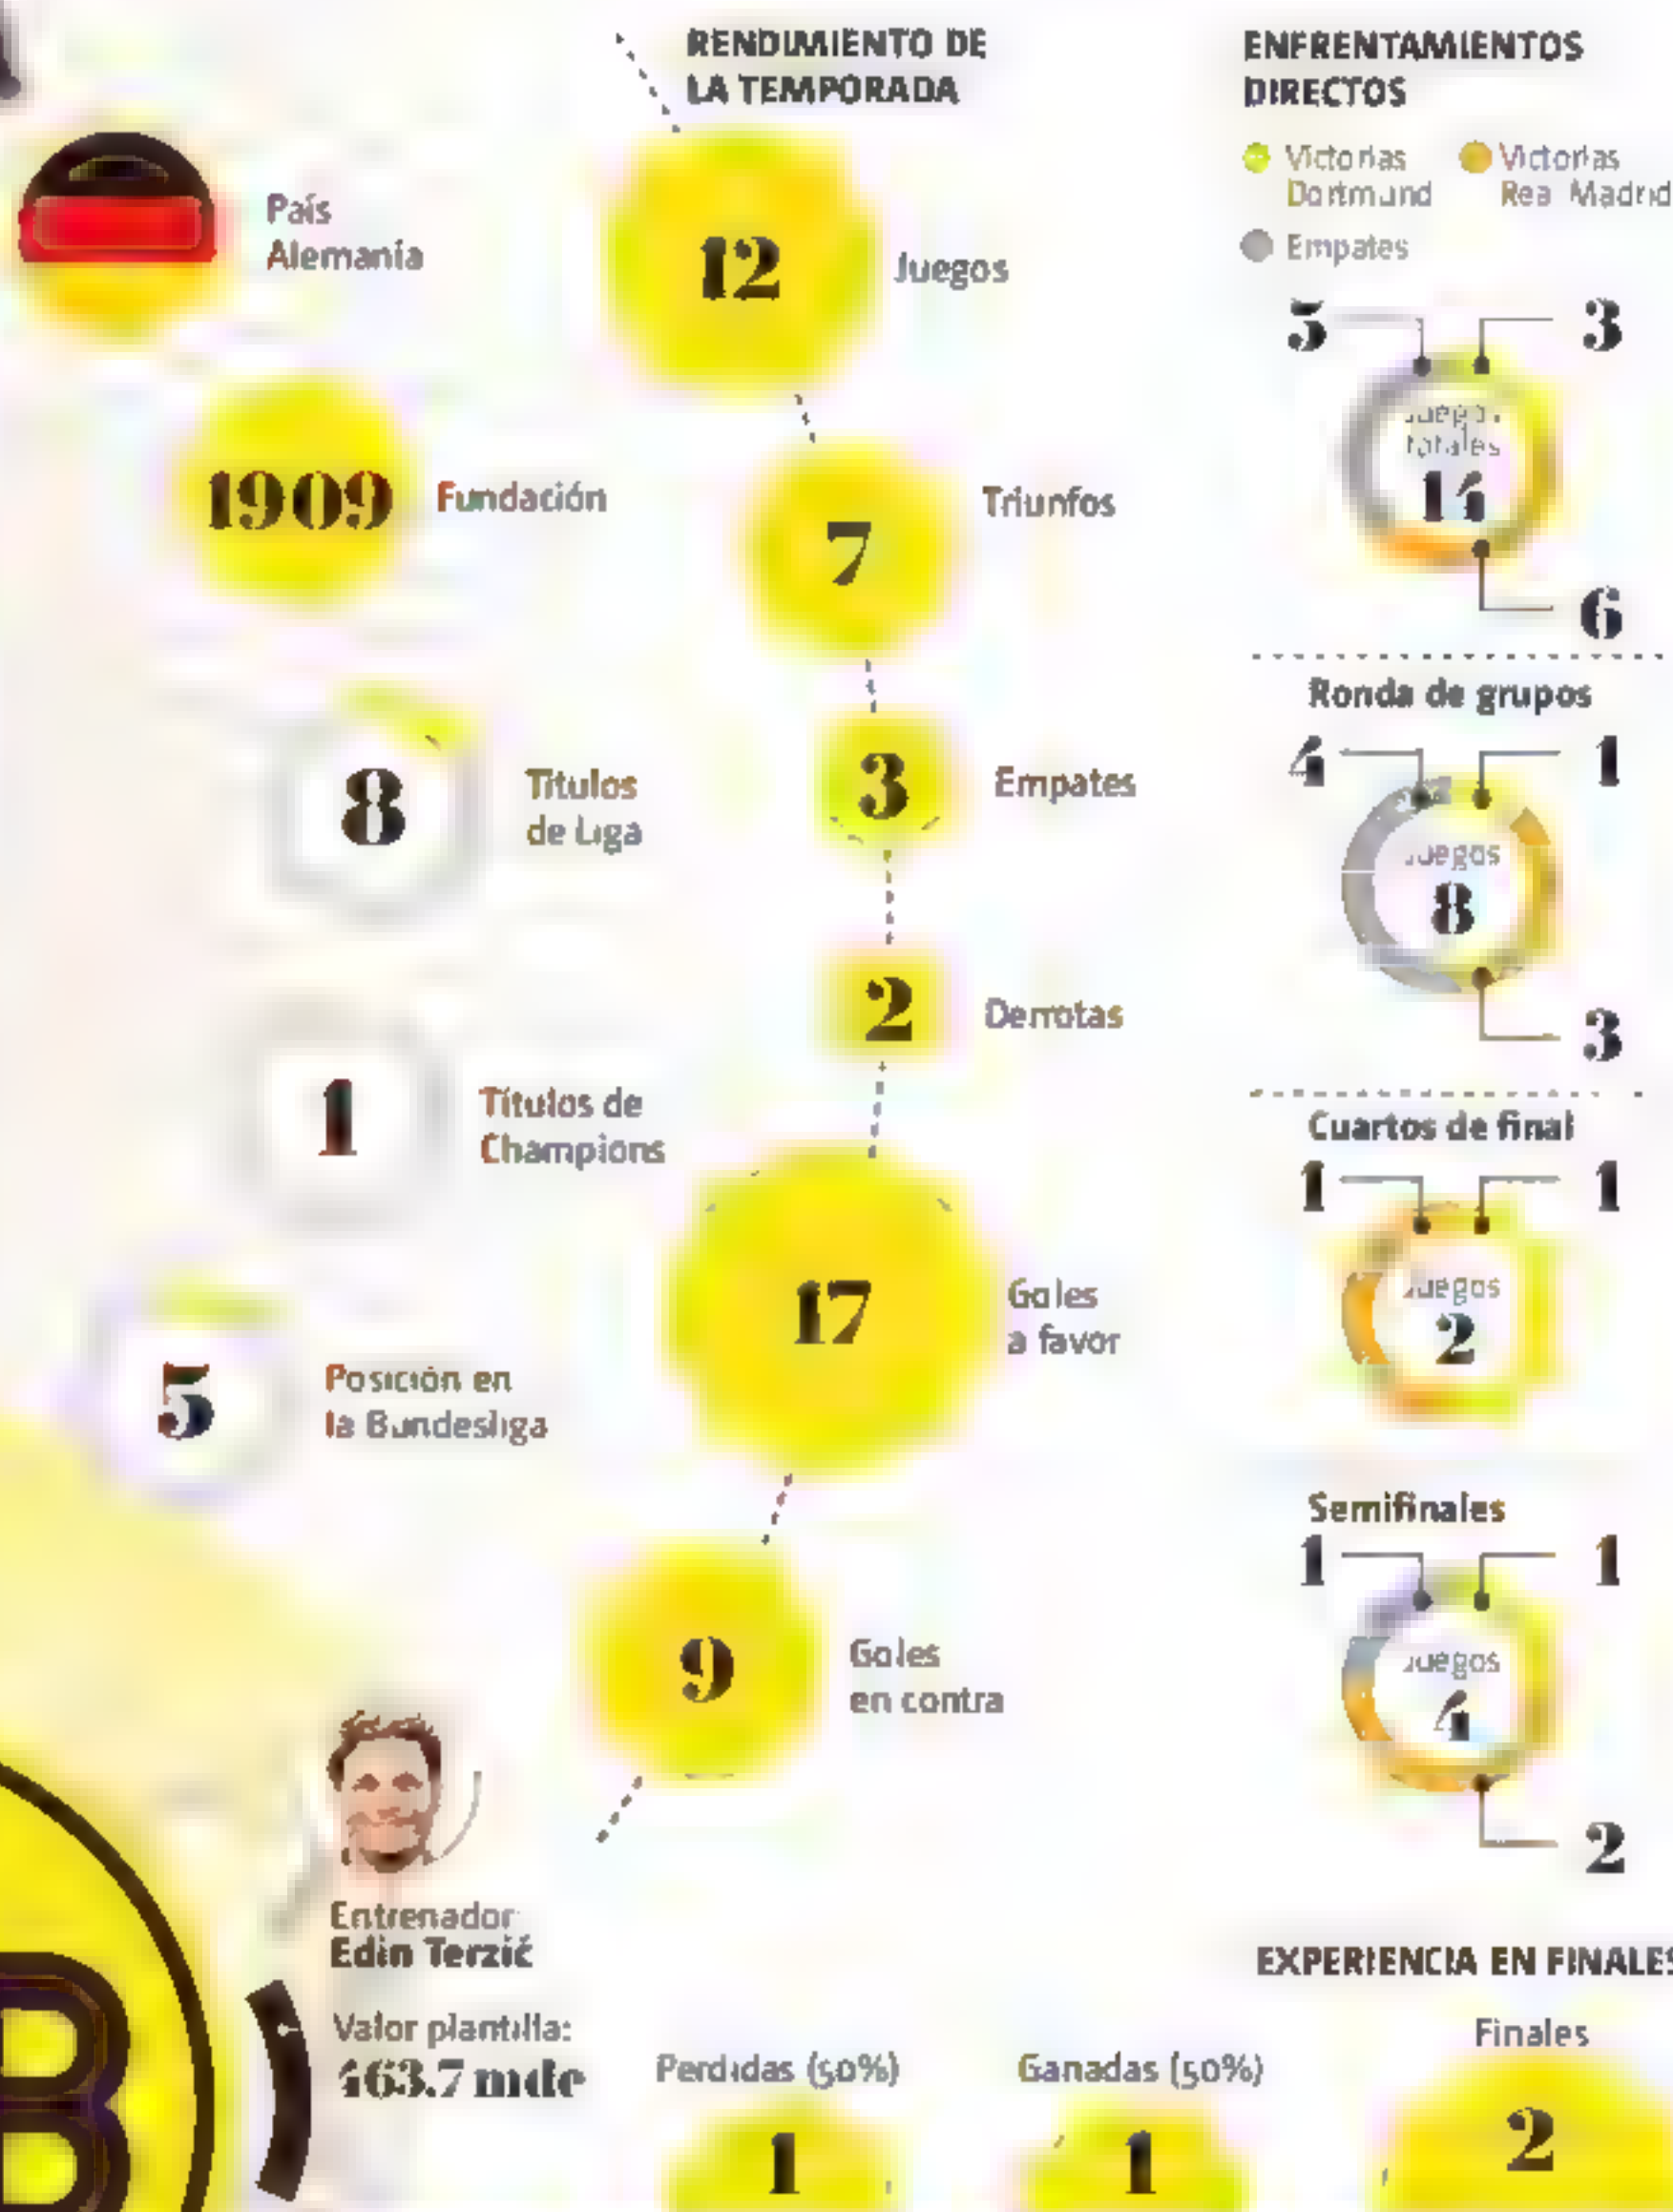 País
Alemania
1909
Fundación
8
Títulos
de Liga
1
Títulos de
Champions
5
Posición en
la Bundesliga
Entrenador
Edin Terzić
Valor plantilla:
463.7 mde
B
RENDIMIENTO DE
LA TEMPORADA
12
Juegos
7
Triunfos
3
Empates
2
Derrotas
17
Goles
a favor
9
Goles
en contra
ENFRENTAMIENTOS
DIRECTOS
Victorias
Dortmund
Victorias
Real Madrid
Empates
5
3
Juegos
totales
14
6
Ronda de grupos
4
1
Juegos
8
3
Cuartos de final
1
1
Juegos
2
Semifinales
1
1
Juegos
4
2
EXPERIENCIA EN FINALES
Perdidas (50%)
1
Ganadas (50%)
1
Finales
2